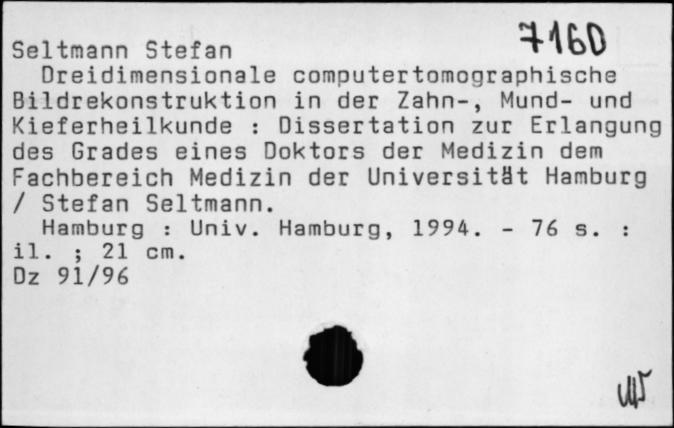 7160
Seltmann Stefan
Dreidimensionale computertomographische
Bildrekonstruktion in der Zahn-, Mund- und
Kieferheilkunde : Dissertation zur Erlangung
des Grades eines Doktors der Medizin dem
Fachbereich Medizin der Universität Hamburg
/ Stefan Seltmann.
Hamburg : Univ. Hamburg, 1994. - 76 s. :
il. ; 21 cm.
Dz 91/96